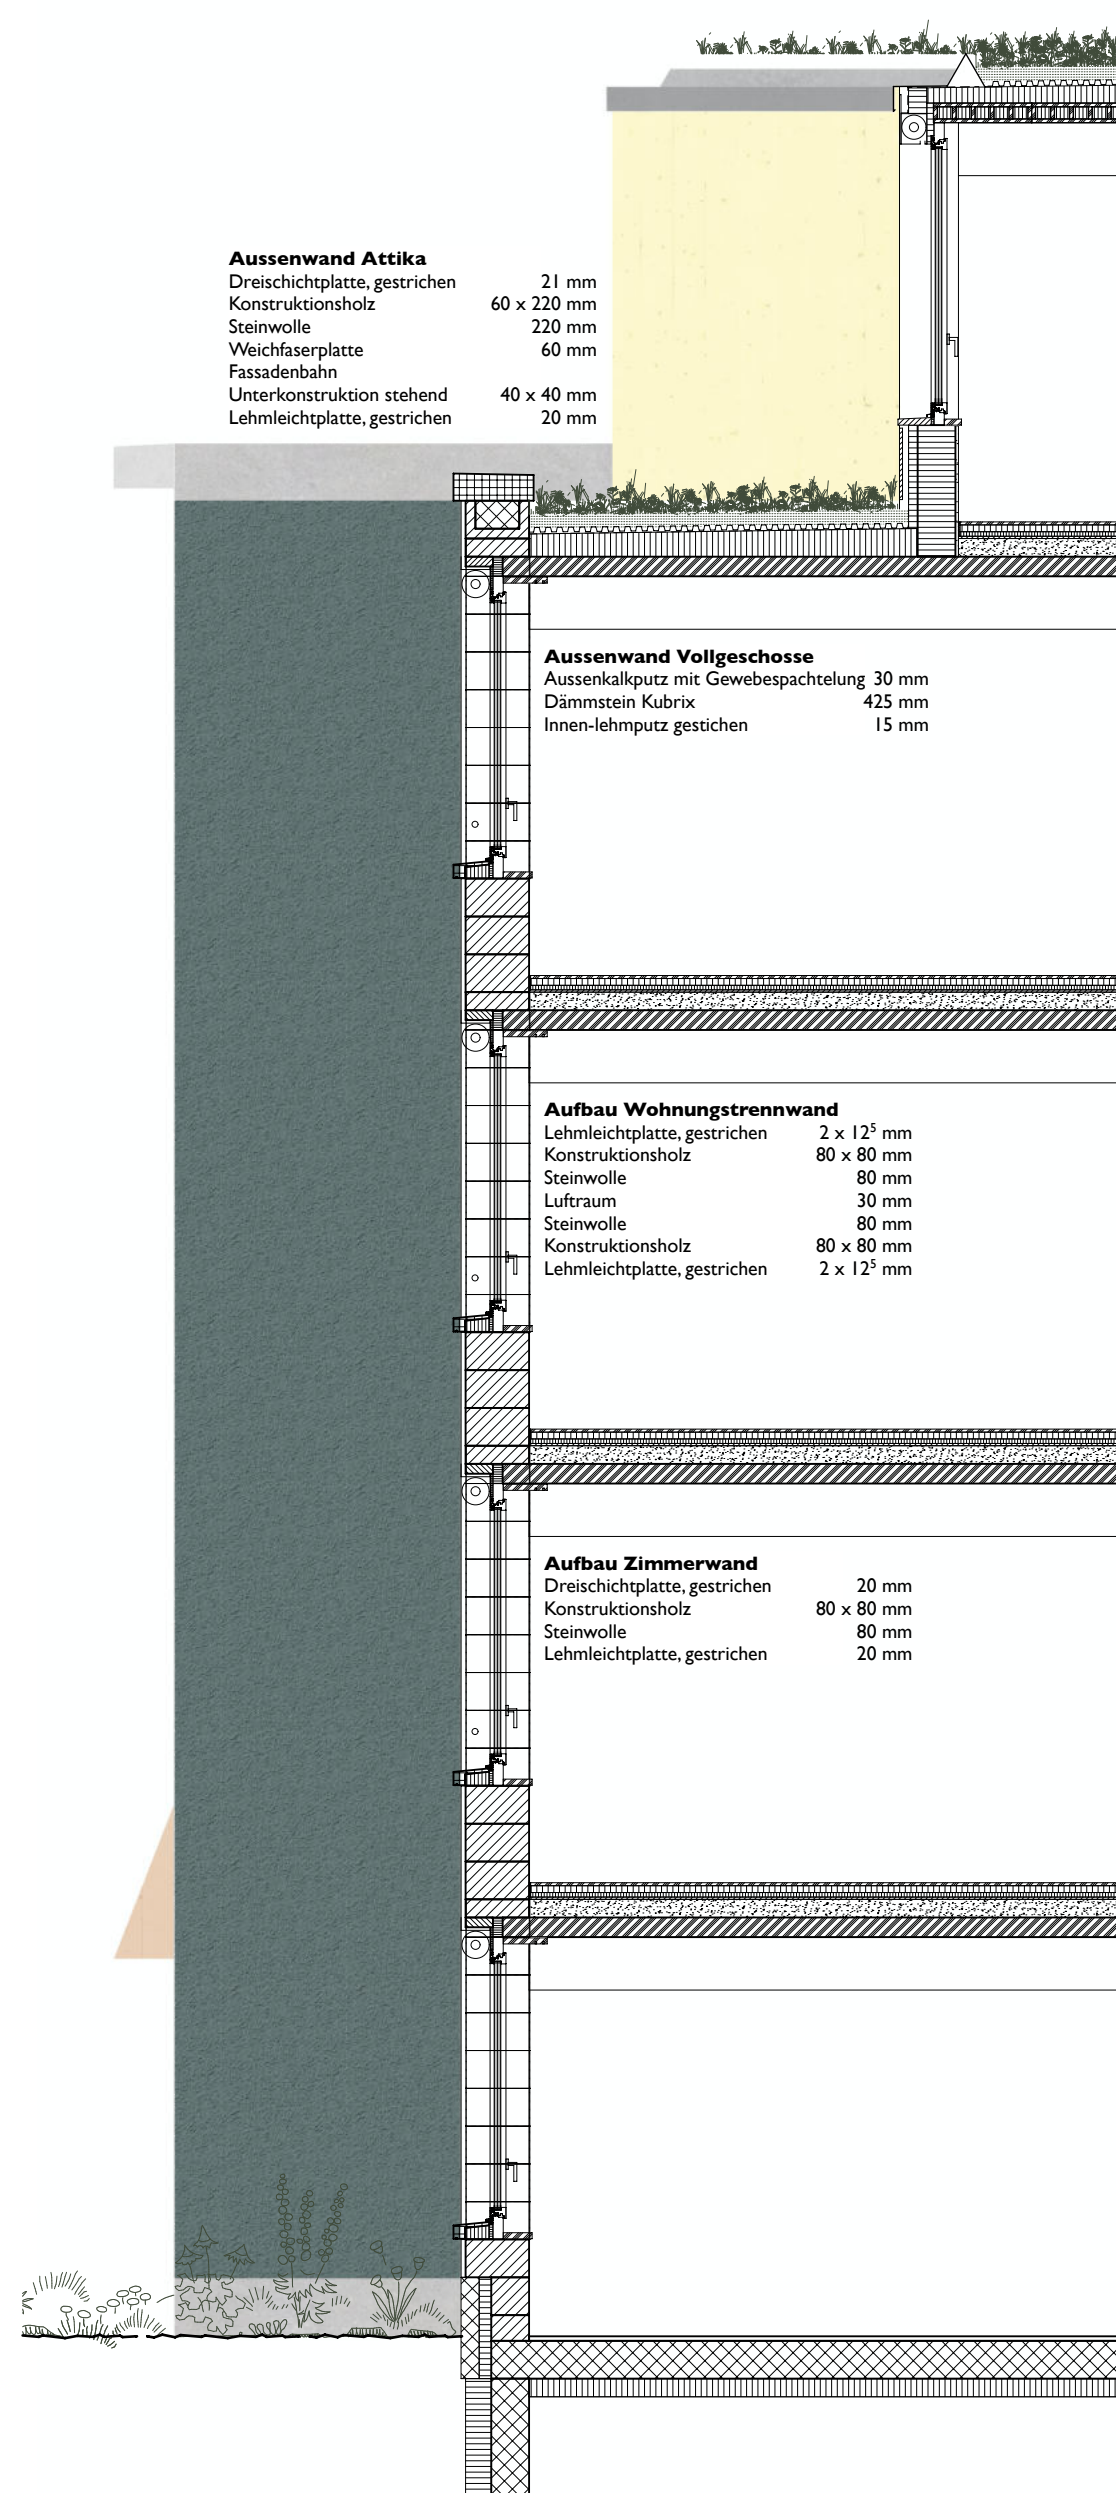 Aussenwand Attika
Dreischichtplatte, gestrichen 21 mm
Konstruktionsholz 60 x 220 mm
Steinwolle 220 mm
Weichfaserplatte 60 mm
Fassadenbahn
Unterkonstruktion stehend 40 x 40 mm
Lehmleichtplatte, gestrichen 20 mm
Aussenwand Vollgeschosse
Aussenkalkputz mit Gewebespachtelung 30 mm
Dämmstein Kubrix 425 mm
Innen-lehmputz gestichen 15 mm
Aufbau Wohnungstrennwand
Lehmleichtplatte, gestrichen 2 x 12⁵ mm
Konstruktionsholz 80 x 80 mm
Steinwolle 80 mm
Luftraum 30 mm
Steinwolle 80 mm
Konstruktionsholz 80 x 80 mm
Lehmleichtplatte, gestrichen 2 x 12⁵ mm
Aufbau Zimmerwand
Dreischichtplatte, gestrichen 20 mm
Konstruktionsholz 80 x 80 mm
Steinwolle 80 mm
Lehmleichtplatte, gestrichen 20 mm